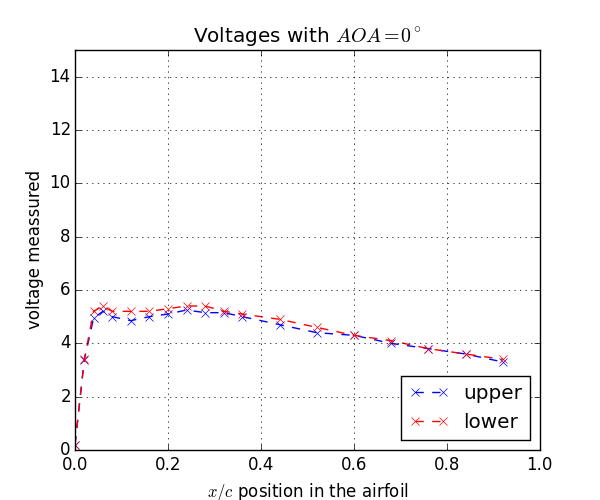 Voltages with AOA=0°
voltage meassured
14
12
10
8
6
4
2
0
0.0 0.2 0.4 0.6 0.8 1.0
x/c position in the airfoil
upper
lower